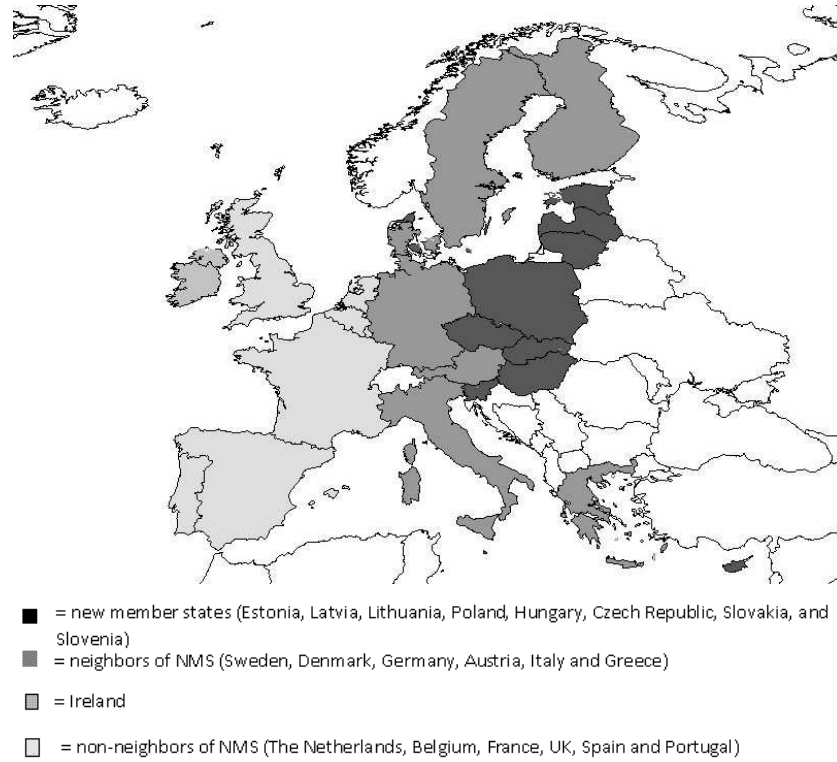 = new member states (Estonia, Latvia, Lithuania, Poland, Hungary, Czech Republic, Slovakia, and
Slovenia)
= neighbors of NMS (Sweden, Denmark, Germany, Austria, Italy and Greece)
= Ireland
= non-neighbors of NMS (The Netherlands, Belgium, France, UK, Spain and Portugal)